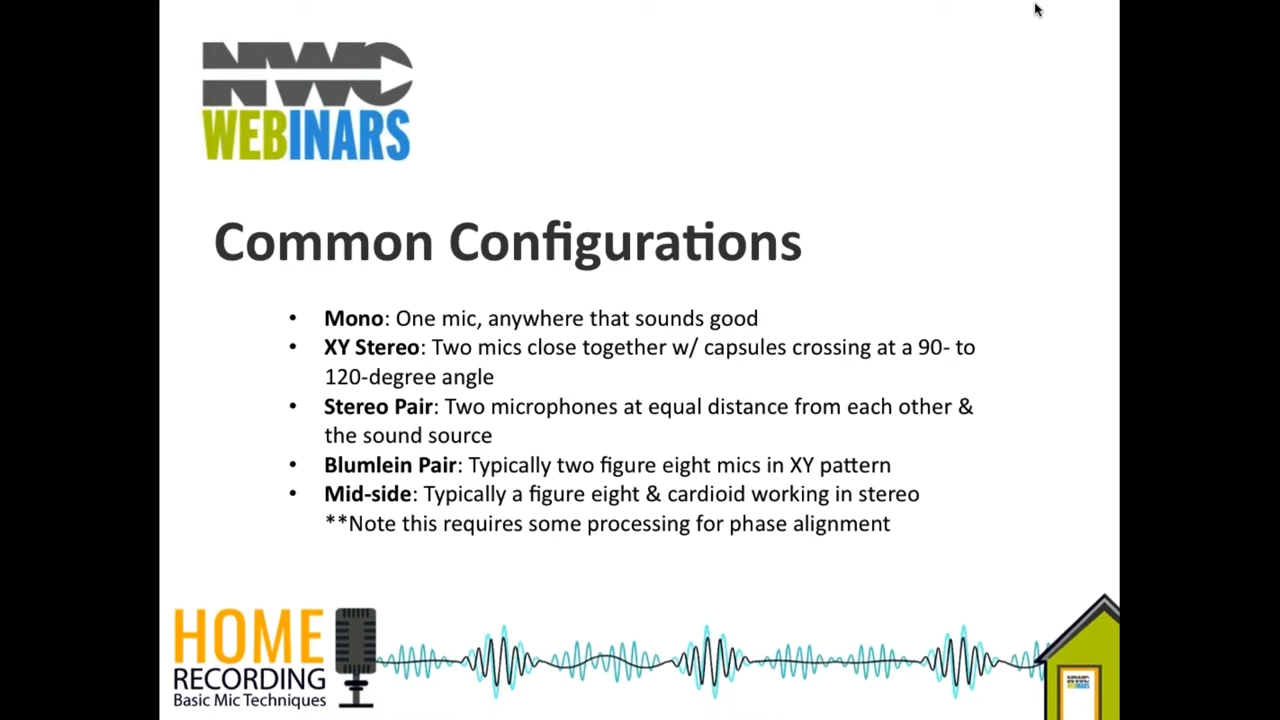 NWC
WEBINARS
Common Configurations
• Mono: One mic, anywhere that sounds good
• XY Stereo: Two mics close together w/ capsules crossing at a 90- to
120-degree angle
• Stereo Pair: Two microphones at equal distance from each other &
the sound source
• Blumlein Pair: Typically two figure eight mics in XY pattern
• Mid-side: Typically a figure eight & cardioid working in stereo
**Note this requires some processing for phase alignment
HOME
RECORDING
Basic Mic Techniques
NWC
WEBINARS